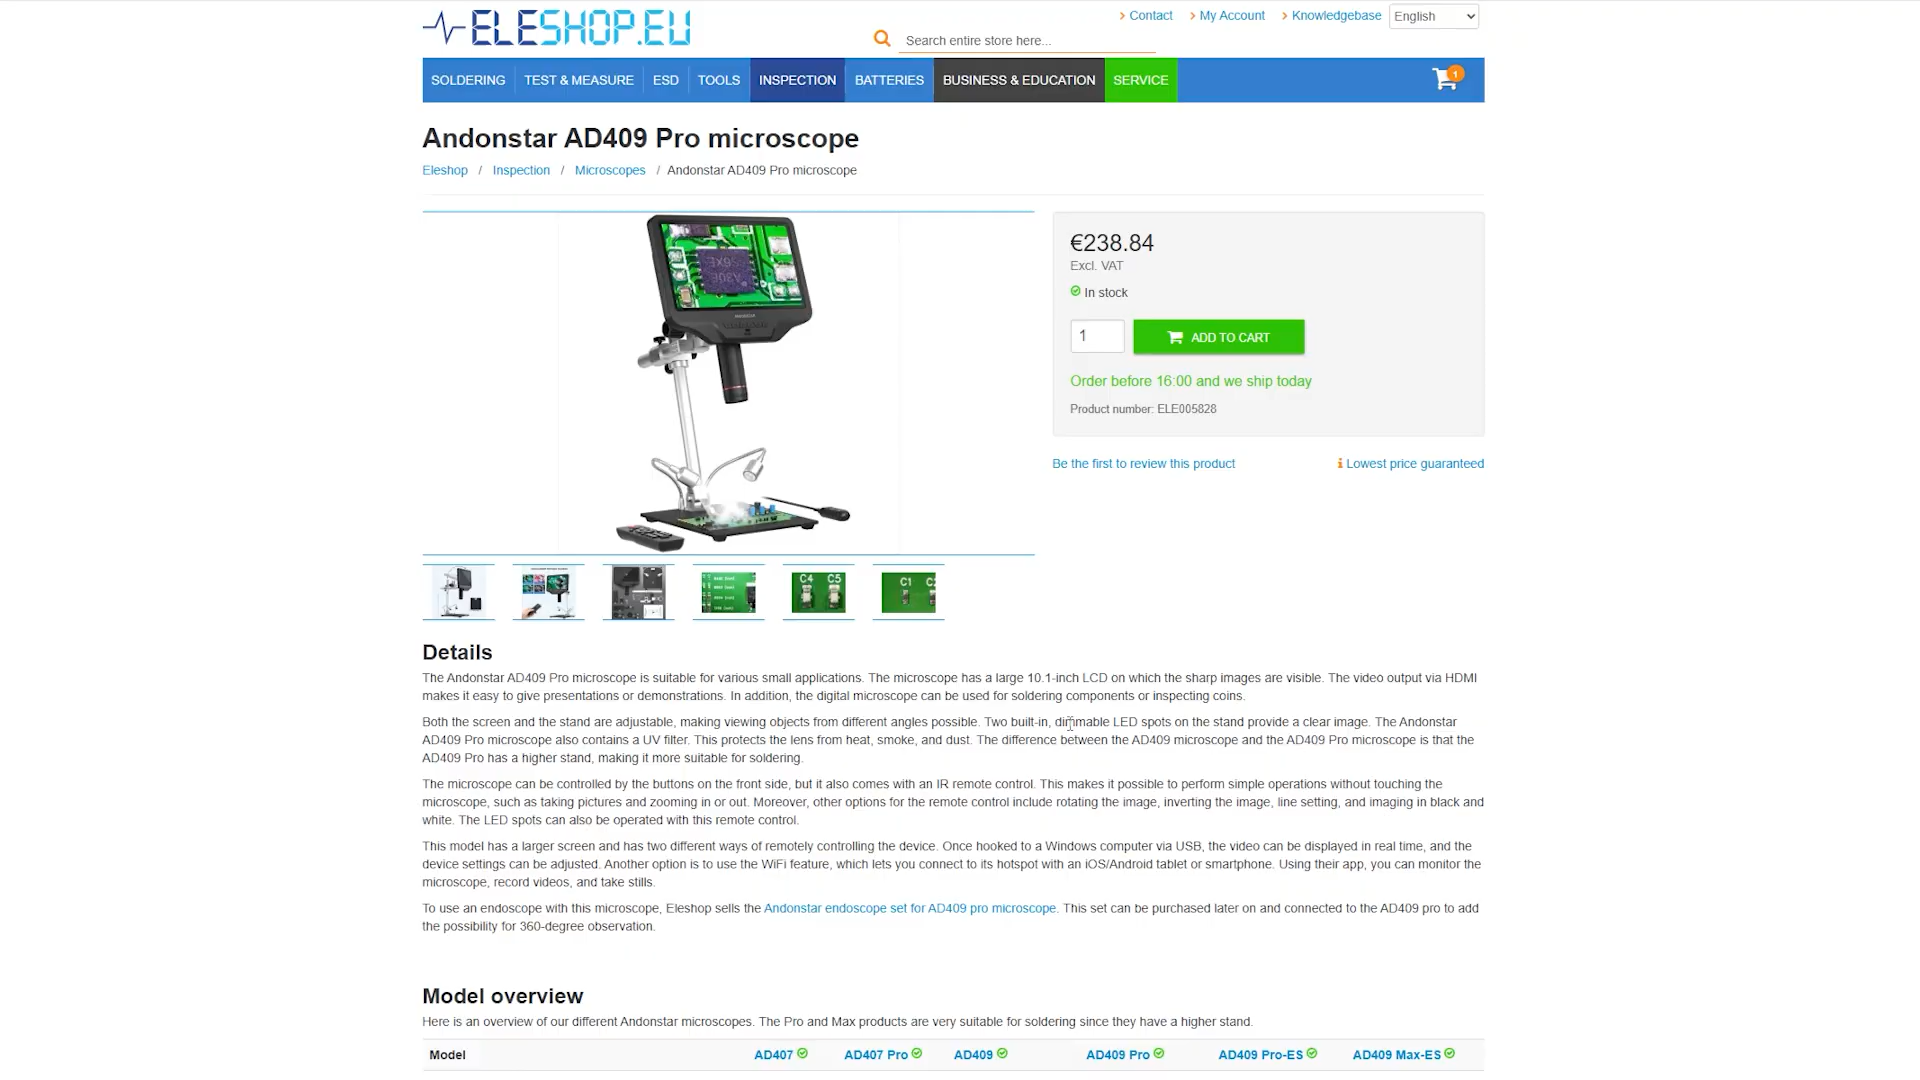 ELESHOP.EU
Contact My Account Knowledgebase English
Search entire store here...
SOLDERING TEST & MEASURE ESD TOOLS INSPECTION BATTERIES BUSINESS & EDUCATION SERVICE 1
Andonstar AD409 Pro microscope
Eleshop / Inspection / Microscopes / Andonstar AD409 Pro microscope
€238.84
Excl. VAT
In stock
1 ADD TO CART
Order before 16:00 and we ship today
Product number: ELE005828
Be the first to review this product Lowest price guaranteed
C4 C5 C1
Details
The Andonstar AD409 Pro microscope is suitable for various small applications. The microscope has a large 10.1-inch LCD on which the sharp images are visible. The video output via HDMI
makes it easy to give presentations or demonstrations. In addition, the digital microscope can be used for soldering components or inspecting coins.
Both the screen and the stand are adjustable, making viewing objects from different angles possible. Two built-in, dimmable LED spots on the stand provide a clear image. The Andonstar
AD409 Pro microscope also contains a UV filter. This protects the lens from heat, smoke, and dust. The difference between the AD409 microscope and the AD409 Pro microscope is that the
AD409 Pro has a higher stand, making it more suitable for soldering.
The microscope can be controlled by the buttons on the front side, but it also comes with an IR remote control. This makes it possible to perform simple operations without touching the
microscope, such as taking pictures and zooming in or out. Moreover, other options for the remote control include rotating the image, inverting the image, line setting, and imaging in black and
white. The LED spots can also be operated with this remote control.
This model has a larger screen and has two different ways of remotely controlling the device. Once hooked to a Windows computer via USB, the video can be displayed in real time, and the
device settings can be adjusted. Another option is to use the WiFi feature, which lets you connect to its hotspot with an iOS/Android tablet or smartphone. Using their app, you can monitor the
microscope, record videos, and take stills.
To use an endoscope with this microscope, Eleshop sells the Andonstar endoscope set for AD409 pro microscope. This set can be purchased later on and connected to the AD409 pro to add
the possibility for 360-degree observation.
Model overview
Here is an overview of our different Andonstar microscopes. The Pro and Max products are very suitable for soldering since they have a higher stand.
Model AD407 AD407 Pro AD409 AD409 Pro AD409 Pro-ES AD409 Max-ES